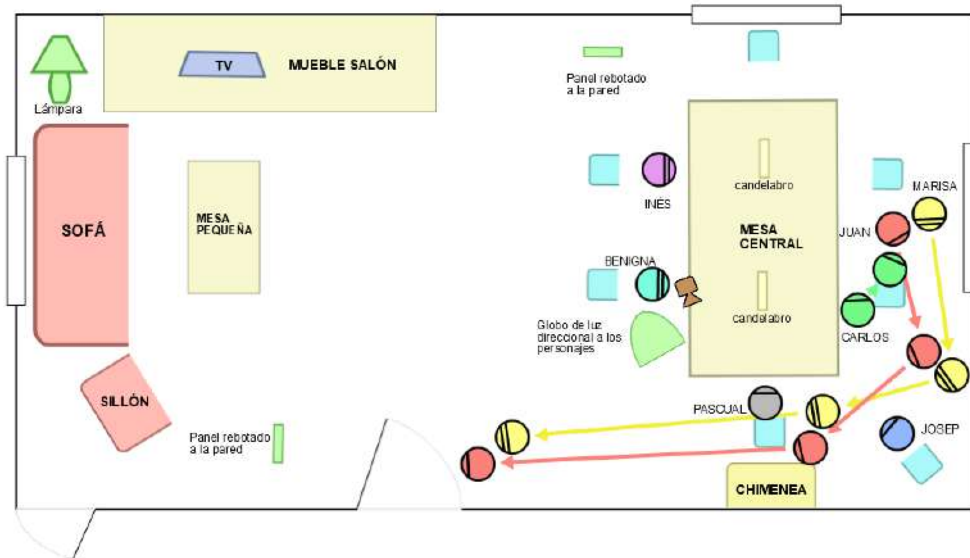 TV
MUEBLE SALÓN
Panel rebotado
a la pared
Lámpara
SOFÁ
MESA
PEQUEÑA
INÉS
candelabro
MARISA
JUAN
MESA
CENTRAL
BENIGNA
candelabro
Globo de luz
direccional a los
personajes
CARLOS
SILLÓN
PASCUAL
JOSEP
Panel rebotado
a la pared
CHIMENEA